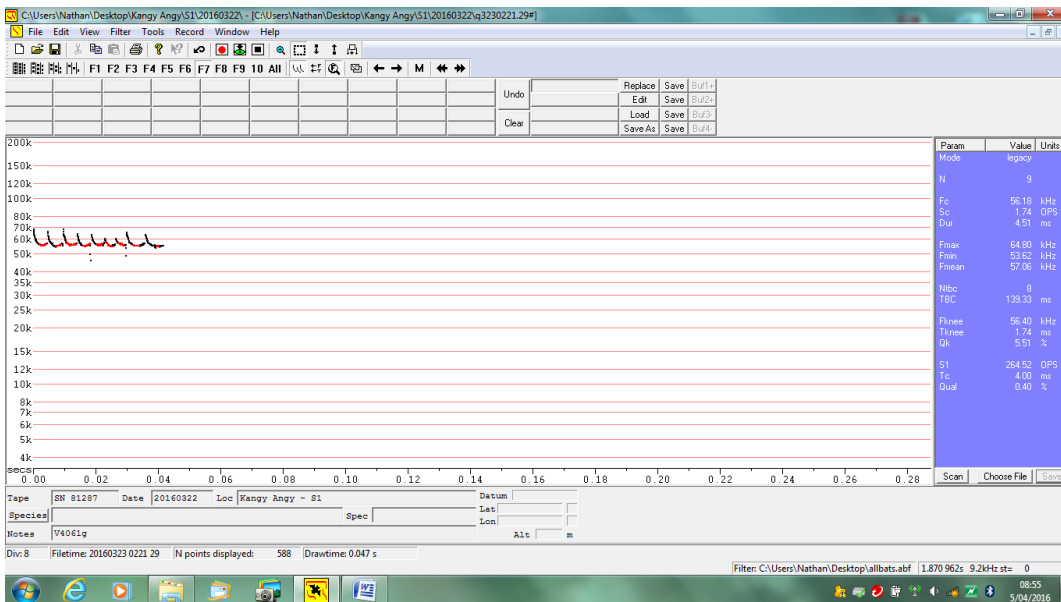 C:\Users\Nathan\Desktop\Kangy Angy\S1\20160322\ - [C:\Users\Nathan\Desktop\Kangy Angy\S1\20160322\q3230221.29#]
File Edit View Filter Tools Record Window Help
F1 F2 F3 F4 F5 F6 F7 F8 F9 10 All M
Undo Replace Save Buf1+
Edit Save Buf2+
Clear Load Save Buf3-
Save As Save Buf4-
200k
150k
120k
100k
80k
70k
60k
50k
40k
35k
30k
25k
20k
15k
12k
10k
8k
7k
6k
5k
4k
secs
0.00 0.02 0.04 0.06 0.08 0.10 0.12 0.14 0.16 0.18 0.20 0.22 0.24 0.26 0.28
Param Value Units
Mode legacy
N 9
Fc 56.18 kHz
Sc 1.74 OPS
Dur 4.51 ms
Fmax 64.80 kHz
Fmin 53.62 kHz
Fmean 57.06 kHz
Ntbc 8
TBC 139.33 ms
Fknee 56.40 kHz
Tknee 1.74 ms
Qk 5.51 %
S1 264.52 OPS
Tc 4.00 ms
Qual 0.40 %
Scan Choose File Save
Tape SN 81287 Date 20160322 Loc Kangy Angy - S1 Datum
Species Spec Lat
Lon
Notes V4061g Alt m
Div: 8 Filetime: 20160323 0221 29 N points displayed: 588 Drawtime: 0.047 s
Filter: C:\Users\Nathan\Desktop\allbats.abf 1.870 962s 9.2kHz st= 0
08:55
5/04/2016